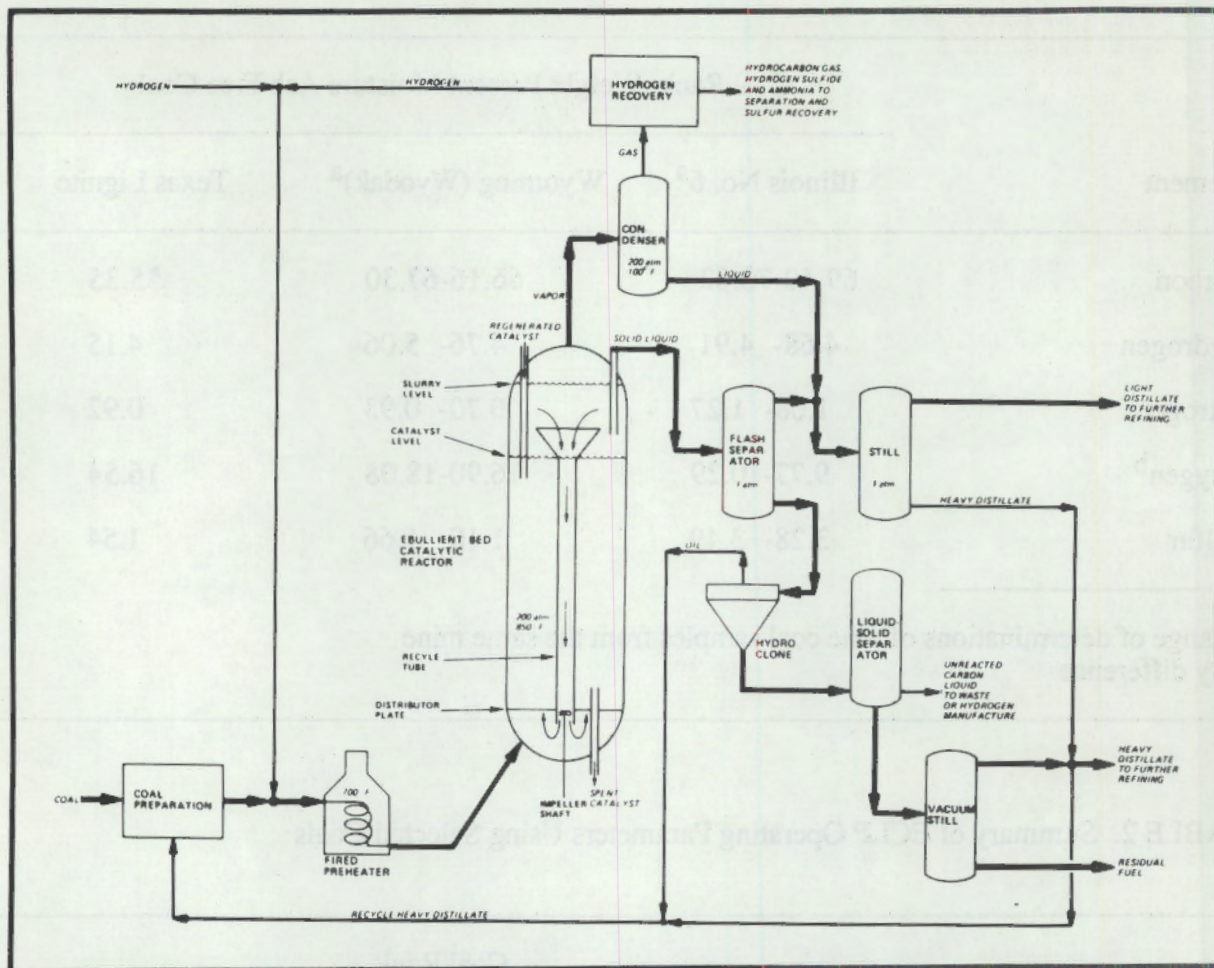 HYDROGEN
HYDROGEN
HYDROGEN
RECOVERY
HYDROCARBON GAS,
HYDROGEN SULFIDE
AND AMMONIA TO
SEPARATION AND
SULFUR RECOVERY
GAS
CON
DENSER
200 atm
100° F
LIQUID
VAPOR
REGENERATED
CATALYST
SOLID LIQUID
SLURRY
LEVEL
CATALYST
LEVEL
FLASH
SEPAR
ATOR
1 atm
STILL
1 atm
LIGHT
DISTILLATE
TO FURTHER
REFINING
HEAVY DISTILLATE
EBULLIENT BED
CATALYTIC
REACTOR
OIL
200 atm
850° F
HYDRO
CLONE
LIQUID
SOLID
SEPAR
ATOR
RECYLE
TUBE
UNREACTED
CARBON
LIQUID
TO WASTE
OR HYDROGEN
MANUFACTURE
DISTRIBUTOR
PLATE
HEAVY
DISTILLATE
TO FURTHER
REFINING
COAL
COAL
PREPARATION
700° F
FIRED
PREHEATER
IMPELLER
SHAFT
SPENT
CATALYST
VACUUM
STILL
RESIDUAL
FUEL
RECYCLE HEAVY DISTILLATE